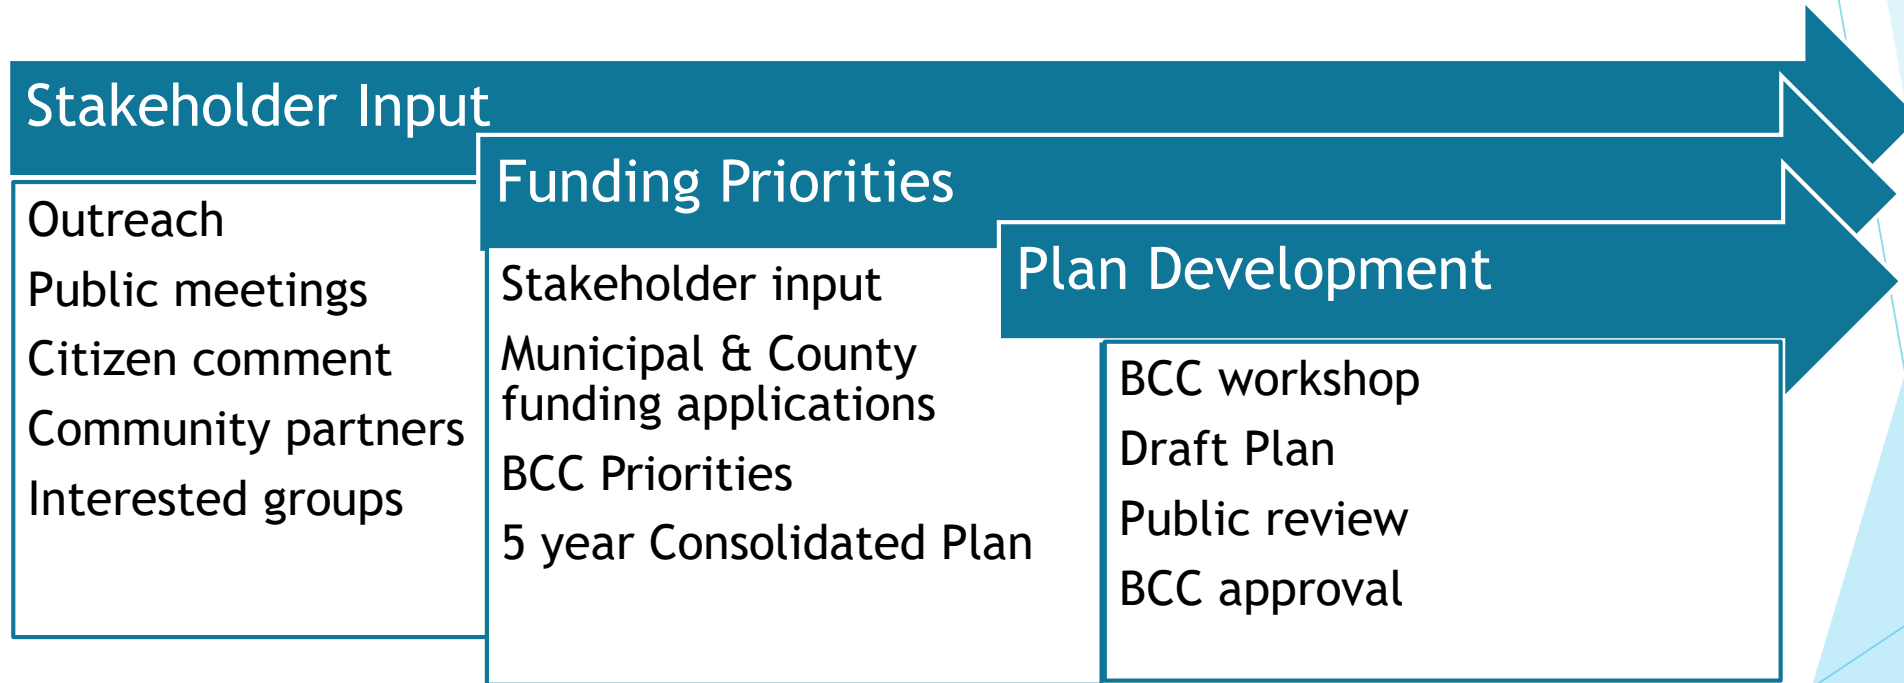 Stakeholder Input
Outreach
Public meetings
Citizen comment
Community partners
Interested groups
Funding Priorities
Stakeholder input
Municipal & County
funding applications
BCC Priorities
5 year Consolidated Plan
Plan Development
BCC workshop
Draft Plan
Public review
BCC approval